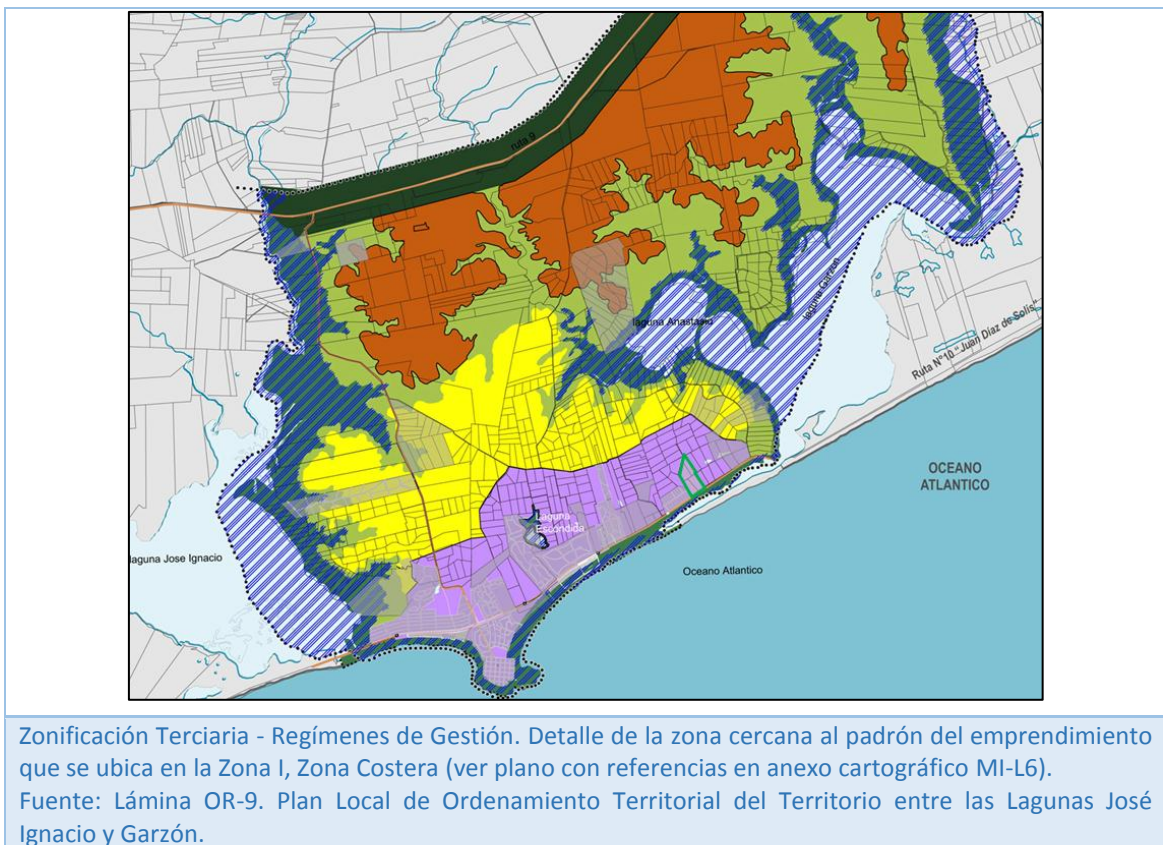 ruta 9
laguna Garzón
laguna Anastasio
Ruta N°10 "Juan Díaz de Solís"
OCEANO
ATLANTICO
Laguna
Escondida
laguna Jose Ignacio
Oceano Atlantico
Zonificación Terciaria - Regímenes de Gestión. Detalle de la zona cercana al padrón del emprendimiento
que se ubica en la Zona I, Zona Costera (ver plano con referencias en anexo cartográfico MI-L6).
Fuente: Lámina OR-9. Plan Local de Ordenamiento Territorial del Territorio entre las Lagunas José
Ignacio y Garzón.